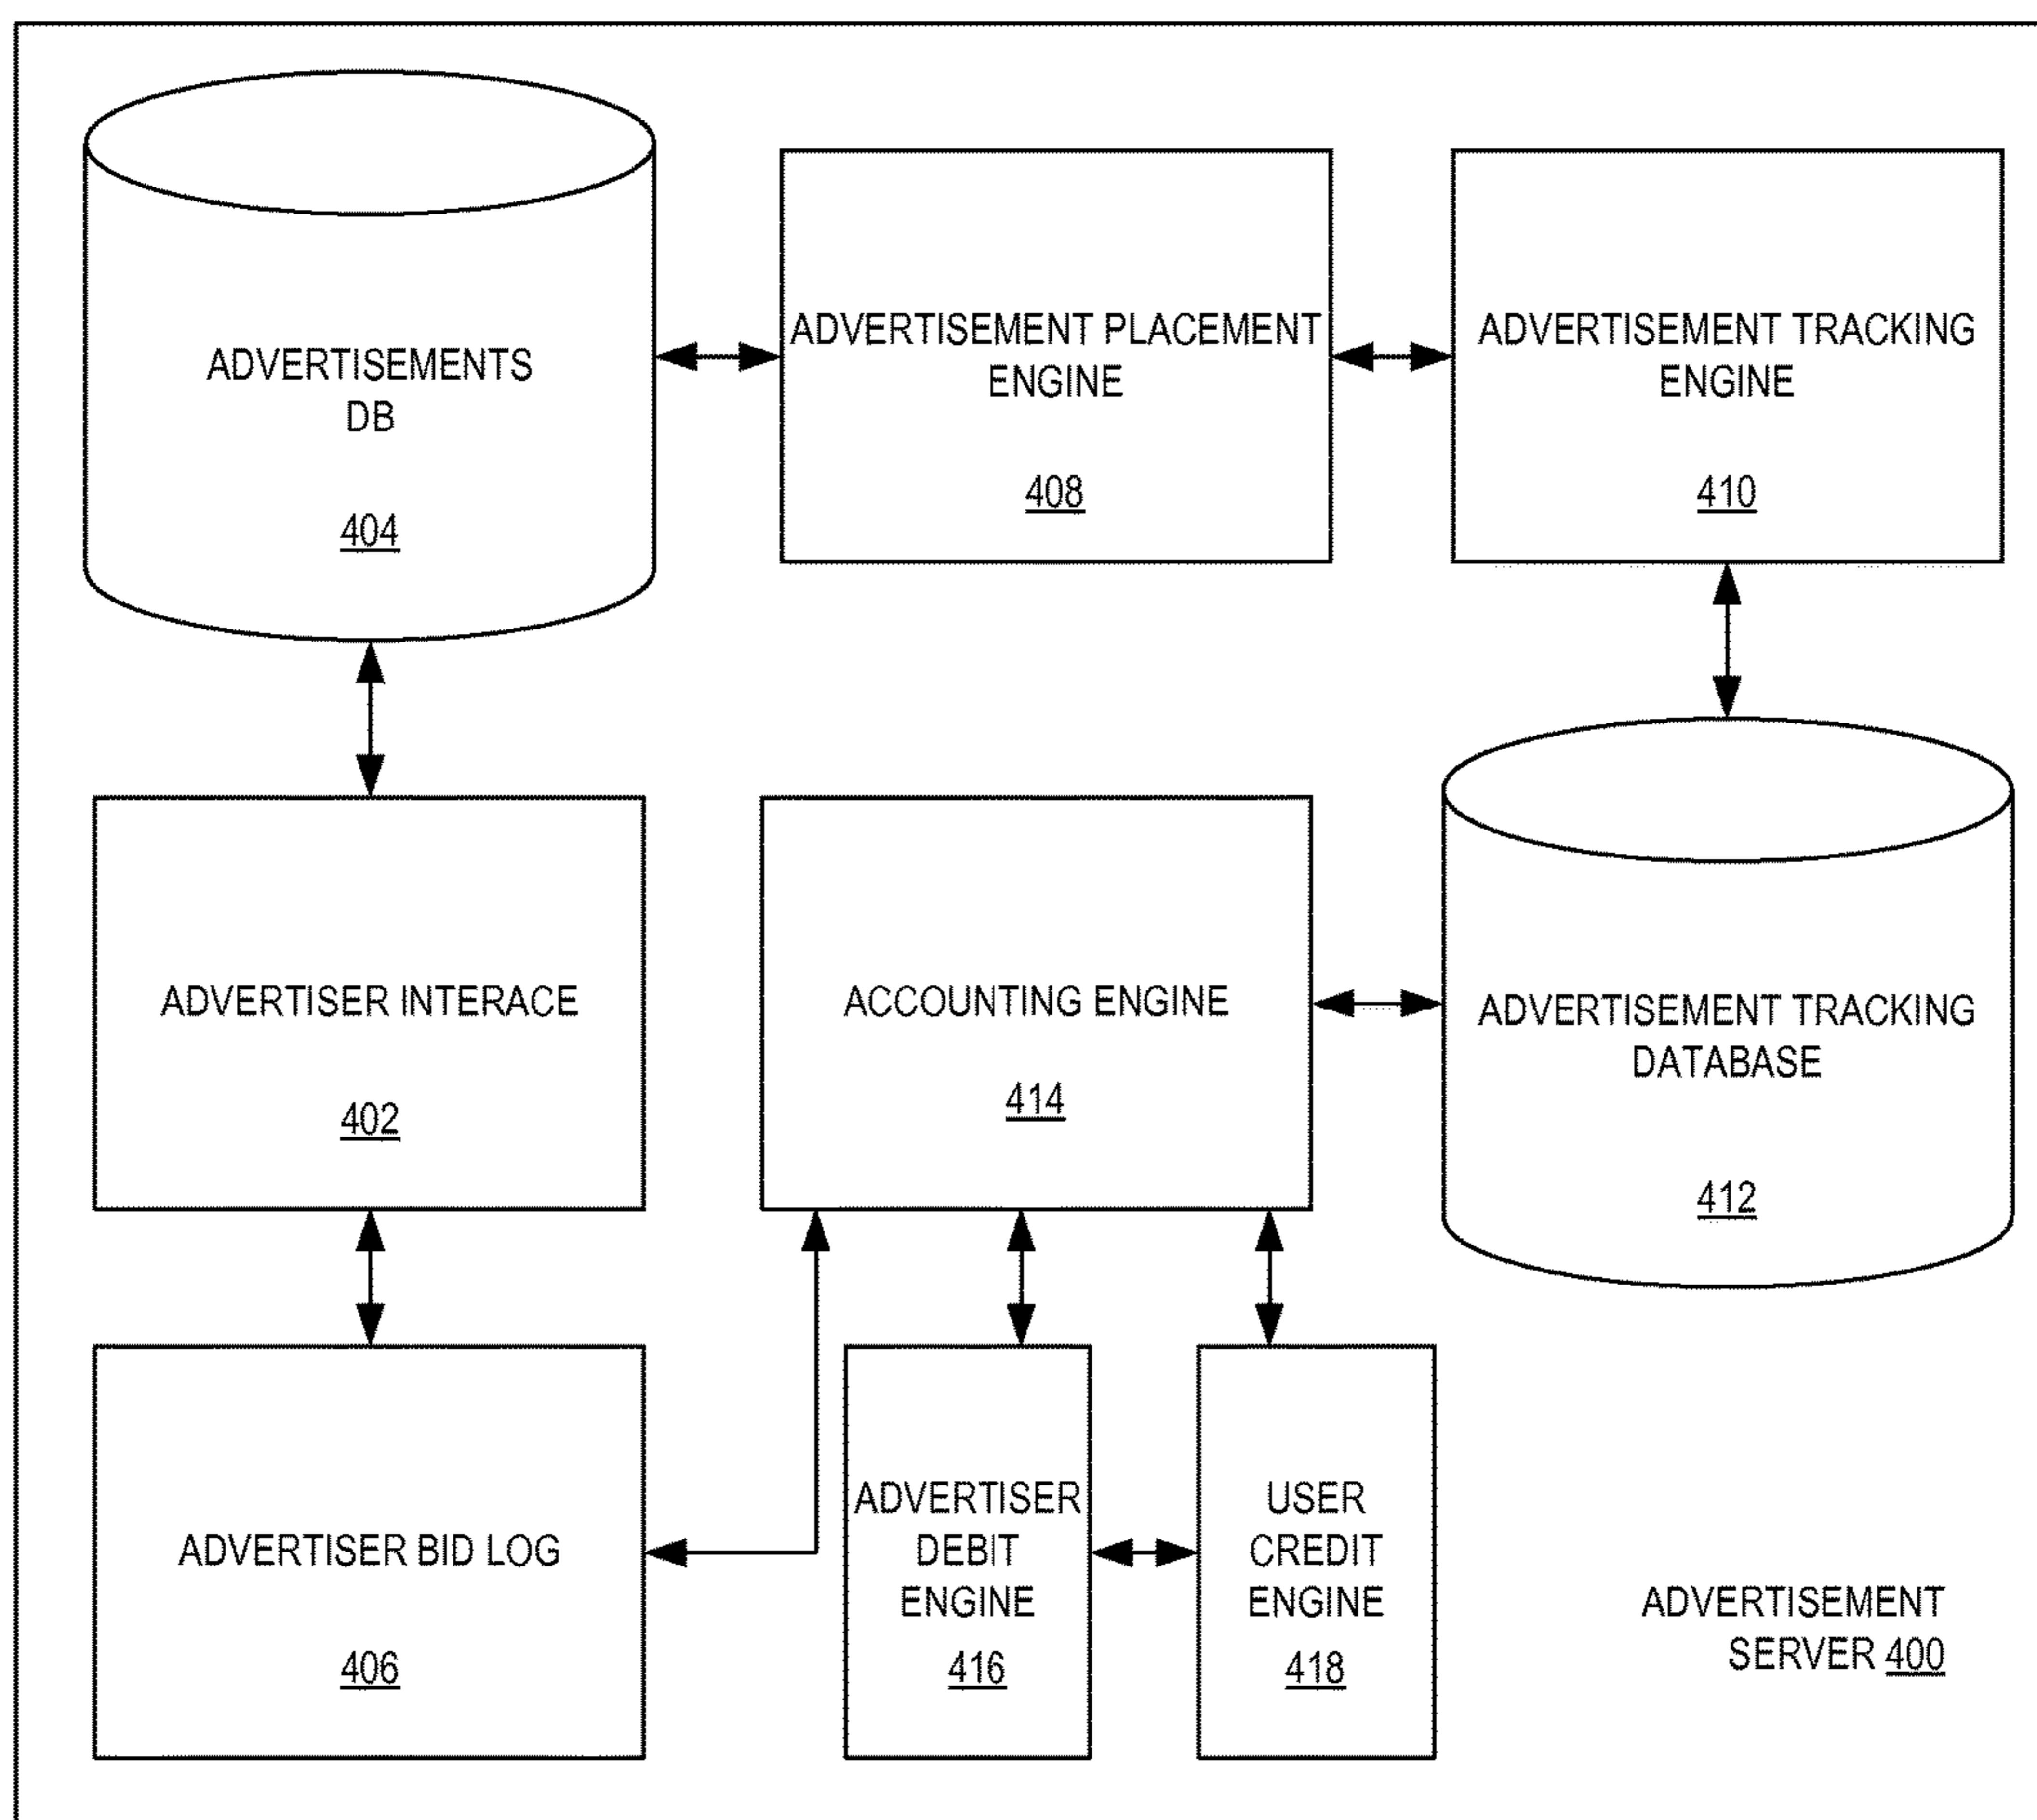 ADVERTISEMENTS
DB
404
ADVERTISEMENT PLACEMENT
ENGINE
408
ADVERTISEMENT TRACKING
ENGINE
410
ADVERTISER INTERACE
402
ACCOUNTING ENGINE
414
ADVERTISEMENT TRACKING
DATABASE
412
ADVERTISER BID LOG
406
ADVERTISER
DEBIT
ENGINE
416
USER
CREDIT
ENGINE
418
ADVERTISEMENT
SERVER 400